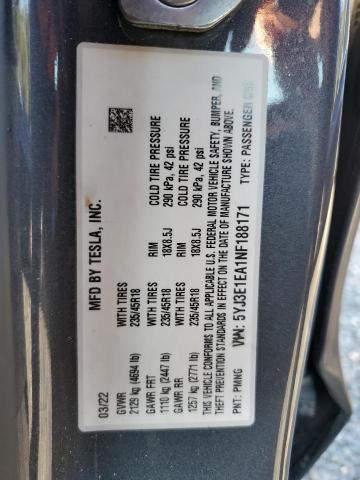 MFD BY TESLA, INC.
03/22
GVWR
2129 kg (4694 lb)
GAWR FRT WITH TIRES RIM COLD TIRE PRESSURE
1110 kg (2447 lb) 235/45R18 18X8.5J 290 kPa, 42 psi
GAWR RR WITH TIRES RIM COLD TIRE PRESSURE
1257 kg (2771 lb) 235/45R18 18X8.5J 290 kPa, 42 psi
THIS VEHICLE CONFORMS TO ALL APPLICABLE U.S. FEDERAL MOTOR VEHICLE SAFETY, BUMPER, AND
THEFT PREVENTION STANDARDS IN EFFECT ON THE DATE OF MANUFACTURE SHOWN ABOVE.
VIN: 5YJ3E1EA1NF188171
PNT: PMNG TYPE: PASSENGER